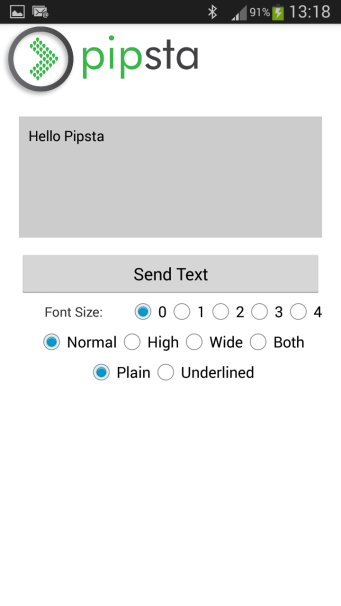 91% 13:18
pipsta
Hello Pipsta
Send Text
Font Size: 0 1 2 3 4
Normal High Wide Both
Plain Underlined